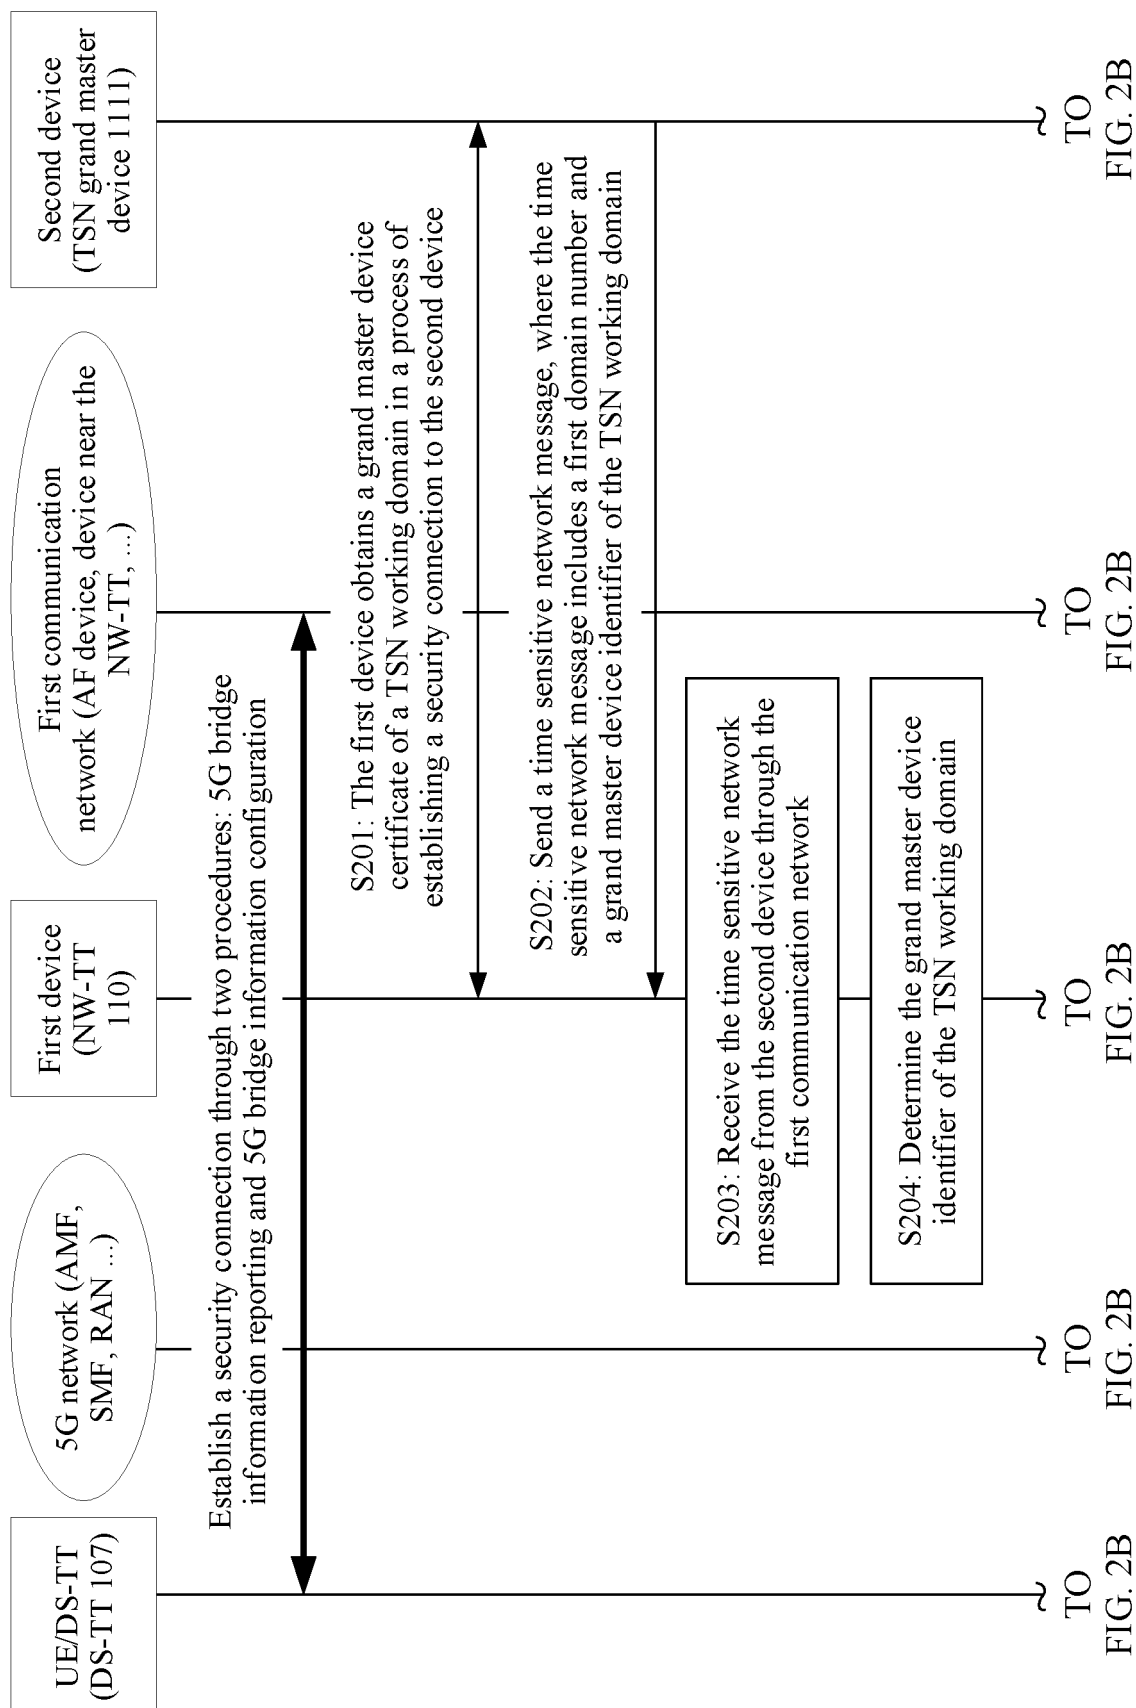 UE/DS-TT
(DS-TT 107)
5G network (AMF,
SMF, RAN ...)
First device
(NW-TT
110)
First communication
network (AF device, device near the
NW-TT, ...)
Second device
(TSN grand master
device 1111)
Establish a security connection through two procedures: 5G bridge
information reporting and 5G bridge information configuration
S201: The first device obtains a grand master device
certificate of a TSN working domain in a process of
establishing a security connection to the second device
S202: Send a time sensitive network message, where the time
sensitive network message includes a first domain number and
a grand master device identifier of the TSN working domain
S203: Receive the time sensitive network
message from the second device through the
first communication network
S204: Determine the grand master device
identifier of the TSN working domain
TO
FIG. 2B
TO
FIG. 2B
TO
FIG. 2B
TO
FIG. 2B
TO
FIG. 2B